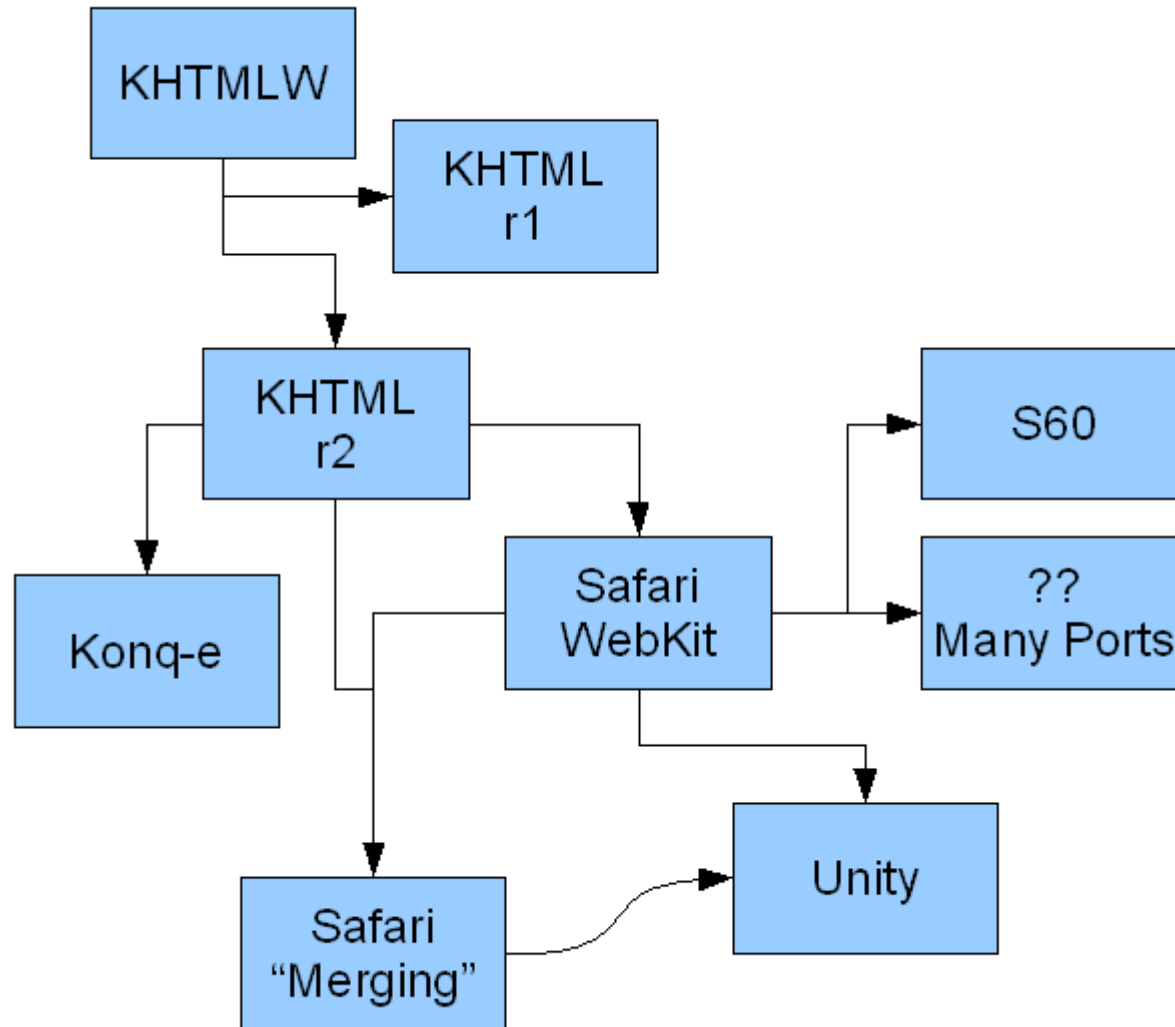 KHTMLW
KHTML
r1
KHTML
r2
S60
Konq-e
Safari
WebKit
??
Many Ports
Safari
“Merging”
Unity